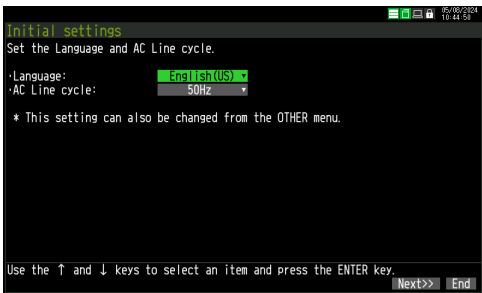 05/08/2024
10:44:50
Initial settings
Set the Language and AC Line cycle.
·Language: English(US) ▼
·AC Line cycle: 50Hz ▼
* This setting can also be changed from the OTHER menu.
Use the ↑ and ↓ keys to select an item and press the ENTER key.
Next>> End